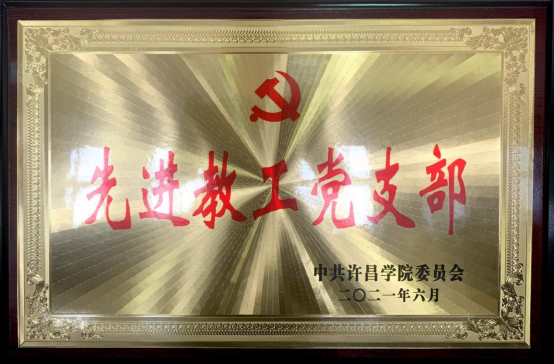 先进教工党支部
中共许昌学院委员会
二〇二一年六月